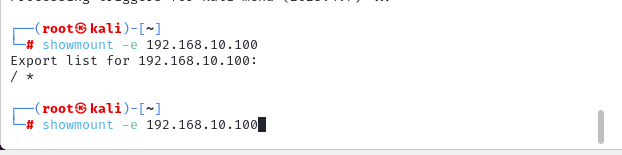 ┌──(root㉿kali)-[~]
└─# showmount -e 192.168.10.100
Export list for 192.168.10.100:
/ *
┌──(root㉿kali)-[~]
└─# showmount -e 192.168.10.100